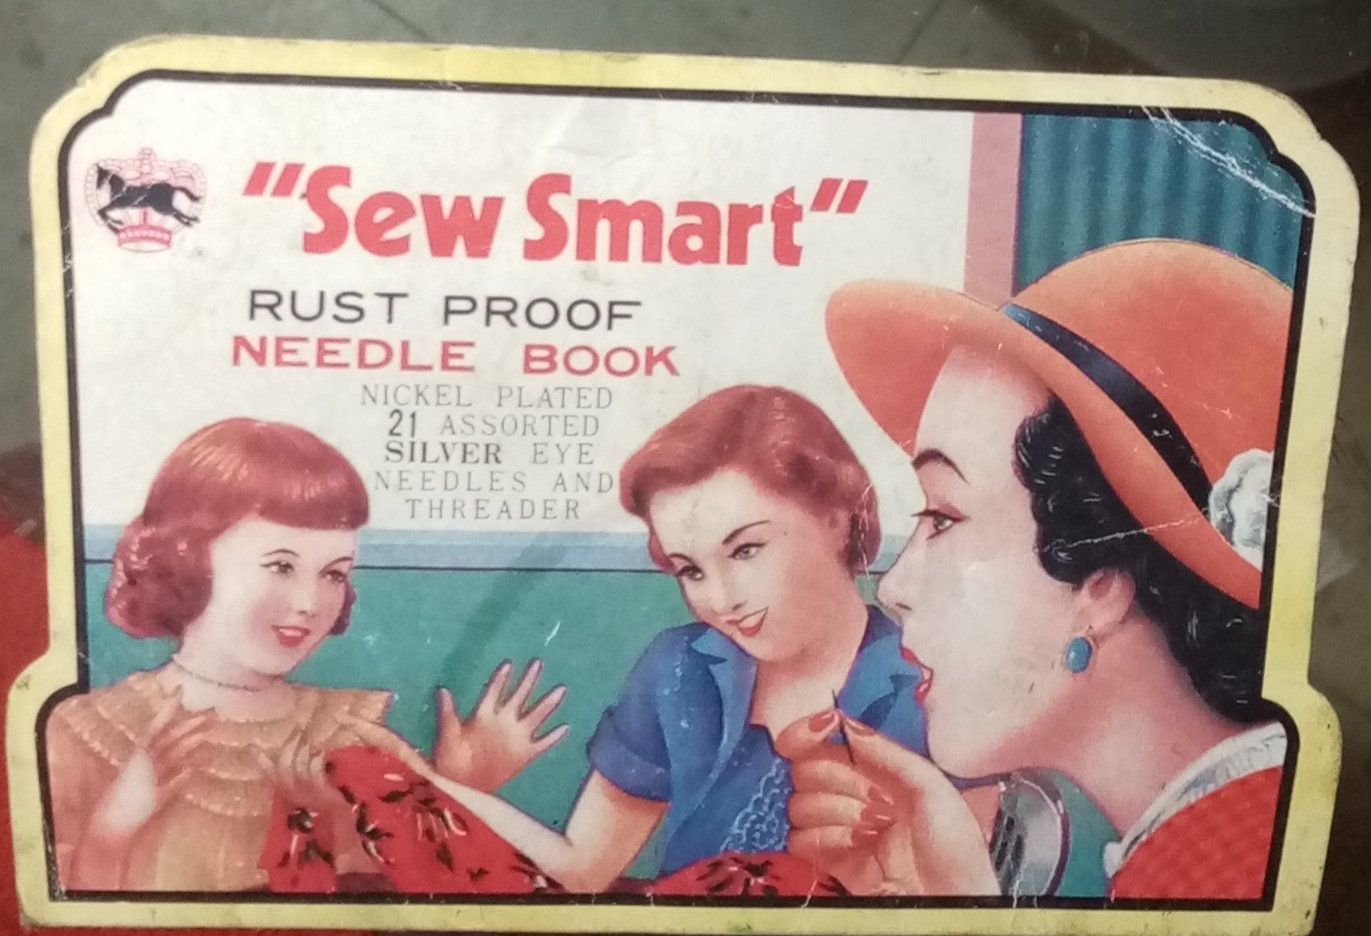 "Sew Smart"
RUST PROOF
NEEDLE BOOK
NICKEL PLATED
21 ASSORTED
SILVER EYE
NEEDLES AND
THREADER